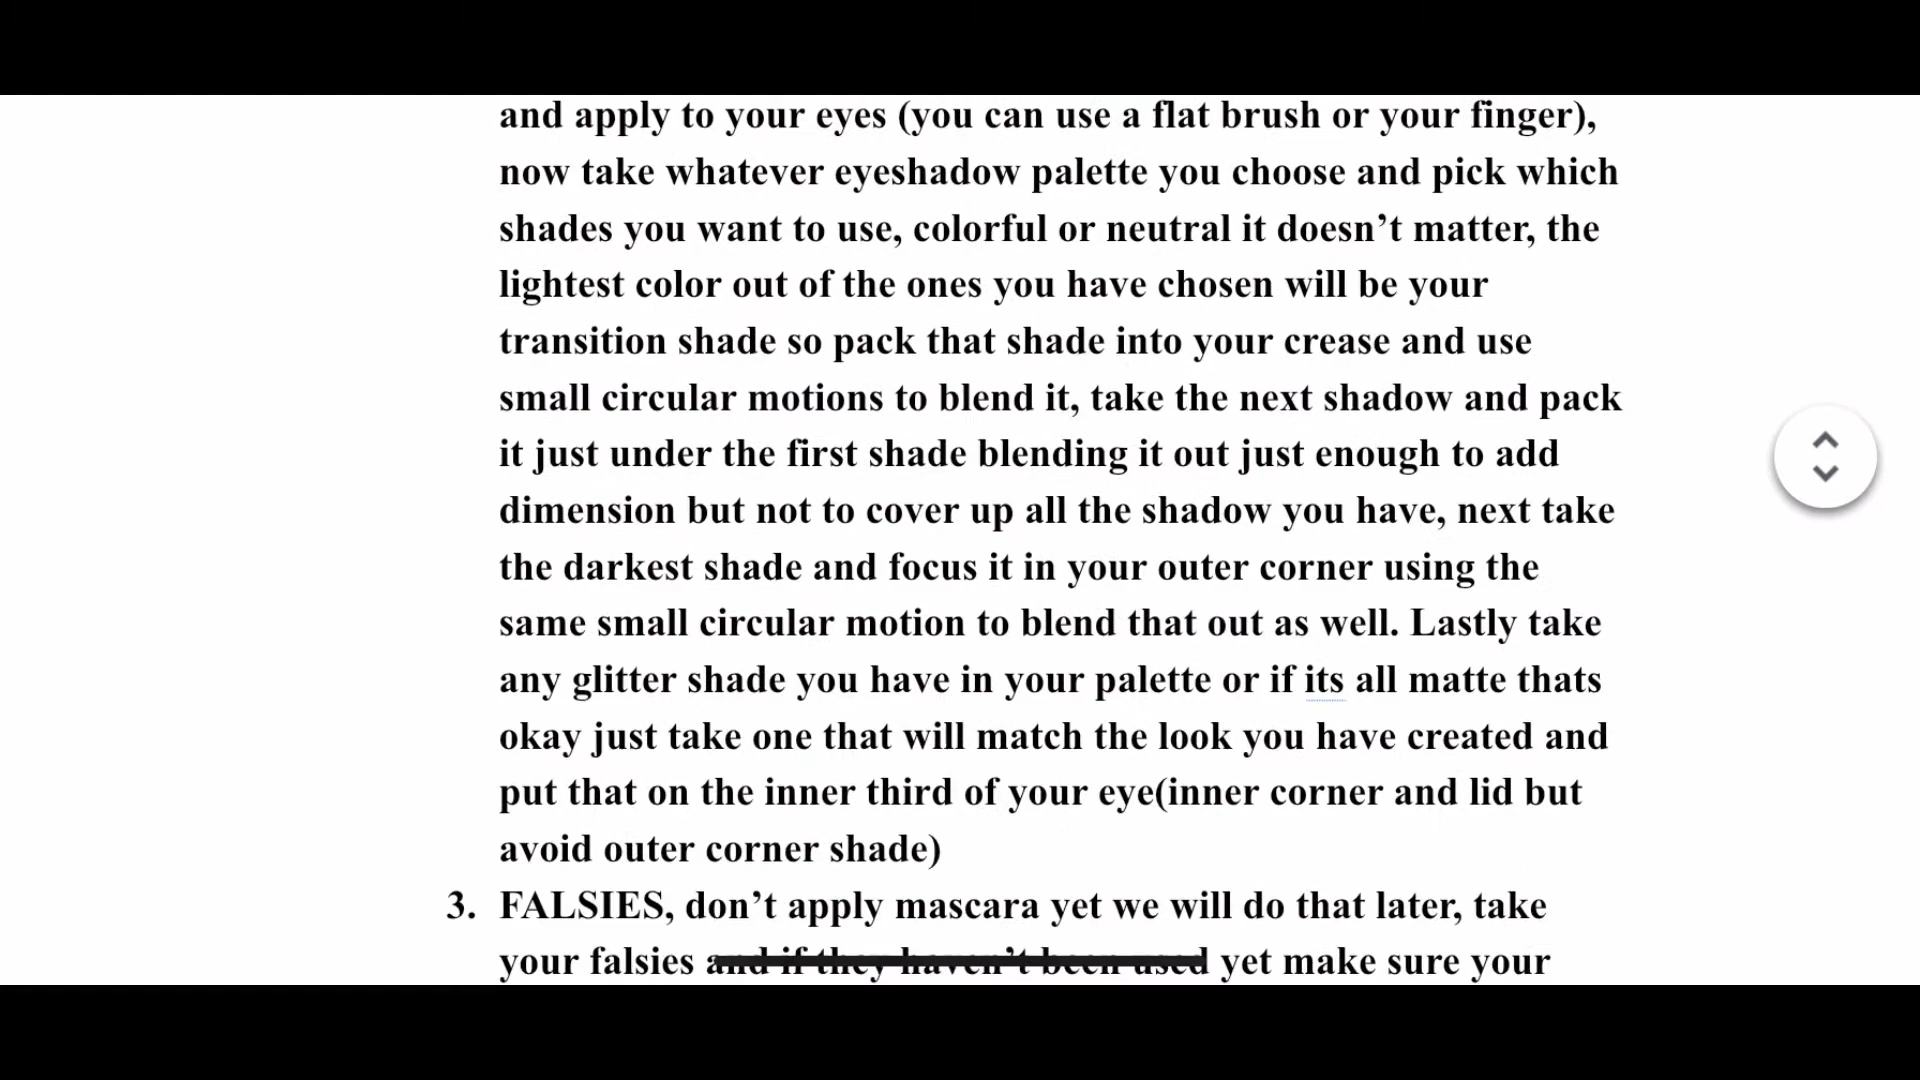 and apply to your eyes (you can use a flat brush or your finger),
now take whatever eyeshadow palette you choose and pick which
shades you want to use, colorful or neutral it doesn’t matter, the
lightest color out of the ones you have chosen will be your
transition shade so pack that shade into your crease and use
small circular motions to blend it, take the next shadow and pack
it just under the first shade blending it out just enough to add
dimension but not to cover up all the shadow you have, next take
the darkest shade and focus it in your outer corner using the
same small circular motion to blend that out as well. Lastly take
any glitter shade you have in your palette or if its all matte thats
okay just take one that will match the look you have created and
put that on the inner third of your eye(inner corner and lid but
avoid outer corner shade)
3. FALSIES, don’t apply mascara yet we will do that later, take
your falsies and if they haven’t been used yet make sure your